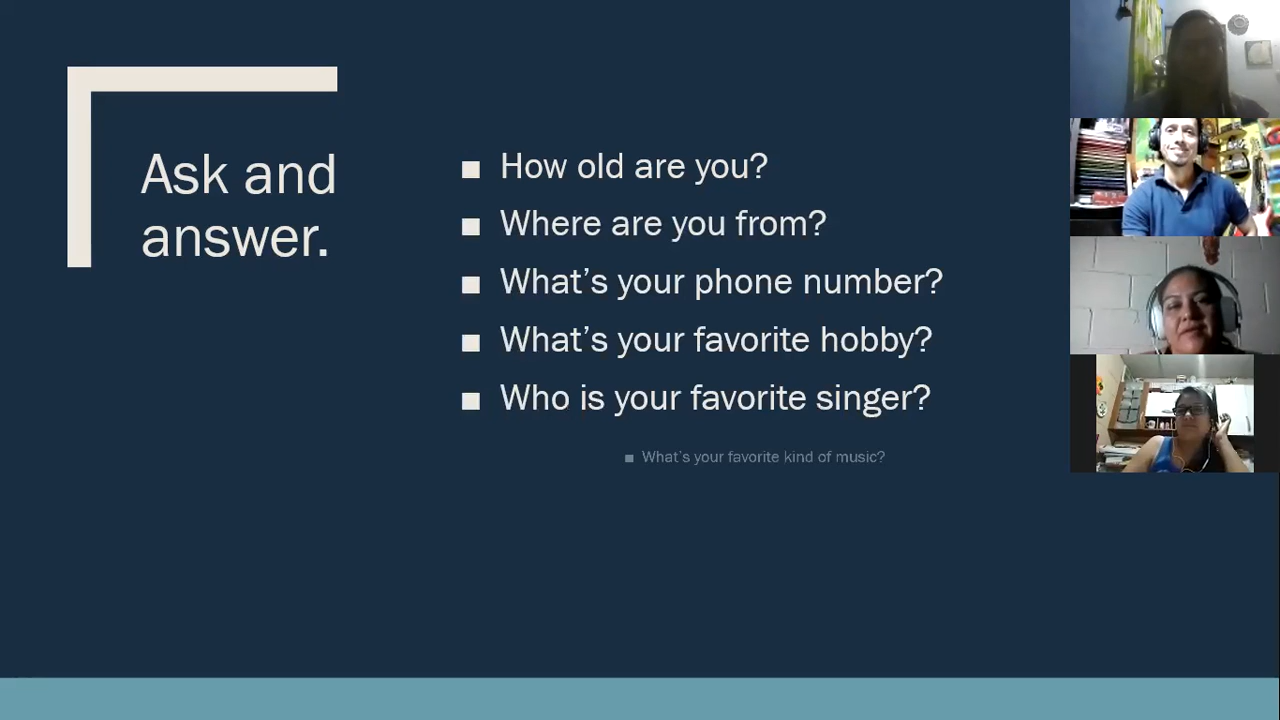 Ask and
answer.
■ How old are you?
■ Where are you from?
■ What's your phone number?
■ What's your favorite hobby?
■ Who is your favorite singer?
■ What's your favorite kind of music?